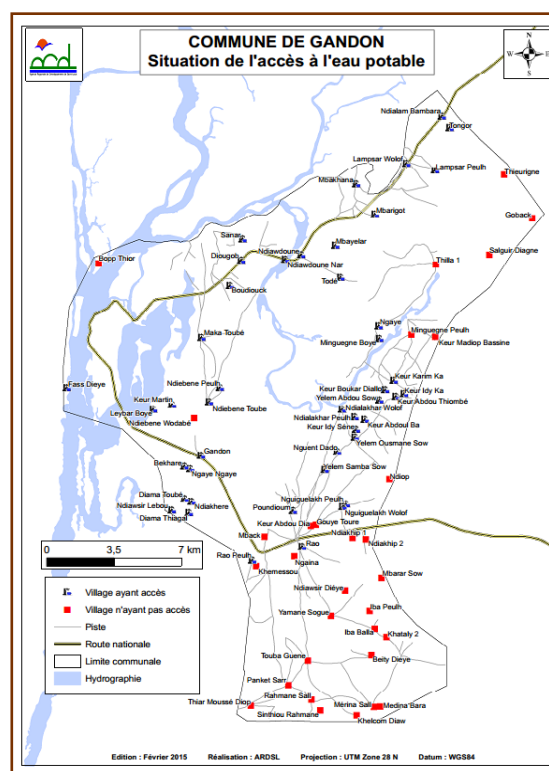 COMMUNE DE GANDON
Situation de l'accès à l'eau potable
N
W
E
S
Ndialam Bambara
Tongor
Lampsar Wolof
Lampsar Peulh
Thieurigne
Mbakhana
Mbarigot
Goback
Sanar
Mbayelar
Salguir Diagne
Ndiawdoune
Diougob
Ndiawdoune Nar
Bopp Thior
Thilla 1
Todé
Boudiouck
Ngaye
Maka Toubé
Minguegne Peulh
Minguegne Boye
Keur Madiop Bassine
Keur Karim Ka
Fass Dieye
Ndiebene Peulh
Keur Boukar Diallo
Keur Idy Ka
Yelem Abdou Sow
Keur Abdou Thiombé
Keur Martin
Leybar Boye
Ndiebene Toube
Ndialakhar Wolof
Ndiebene Wodabé
Ndialakhar Peulh
Keur Abdou Ba
Keur Idy Sène
Yelem Ousmane Sow
Nguent Dado
Gandon
Bekhare
Ngaye Ngaye
Yelem Samba Sow
Ndiop
Diama Toubé
Nguiguelakh Peulh
Ndiawsir Lebou
Ndiakhere
Poundioum
Nguiguelakh Wolof
Diama Thiagal
Keur Abdou Dia
Gouye Toure
Mback
Ndiakhip 1
Ndiakhip 2
Rao
Rao Peulh
Ngaina
Khemessou
Mbarar Sow
Ndiawsir Diéye
Iba Peulh
Yamane Sogue
Iba Balla
Khataly 2
Touba Guene
Beity Dieye
Panket Sarr
Rahmane Sall
Thiar Moussé Diop
Mérina Sall
Medina Bara
Sinthiou Rahmane
Khelcom Diaw
0
3,5
7 km
Village ayant accès
Village n'ayant pas accès
Piste
Route nationale
Limite communale
Hydrographie
Edition : Février 2015 Réalisation : ARDSL Projection : UTM Zone 28 N Datum : WGS84